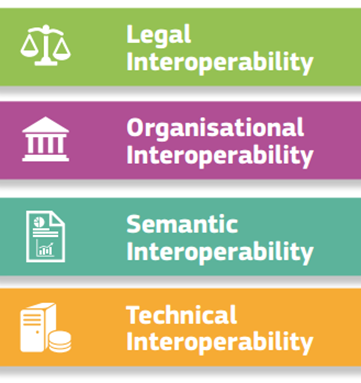 Legal
Interoperability
Organisational
Interoperability
Semantic
Interoperability
Technical
Interoperability